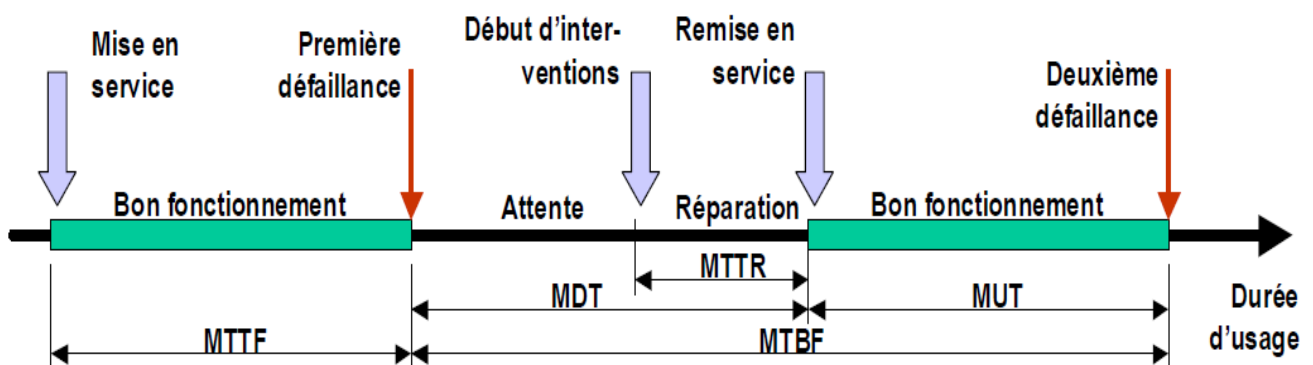 Mise en
service
Première
défaillance
Début d'inter-
ventions
Remise en
service
Deuxième
défaillance
Bon fonctionnement
Attente
Réparation
Bon fonctionnement
MTTR
MDT
MUT
MTTF
MTBF
Durée
d'usage